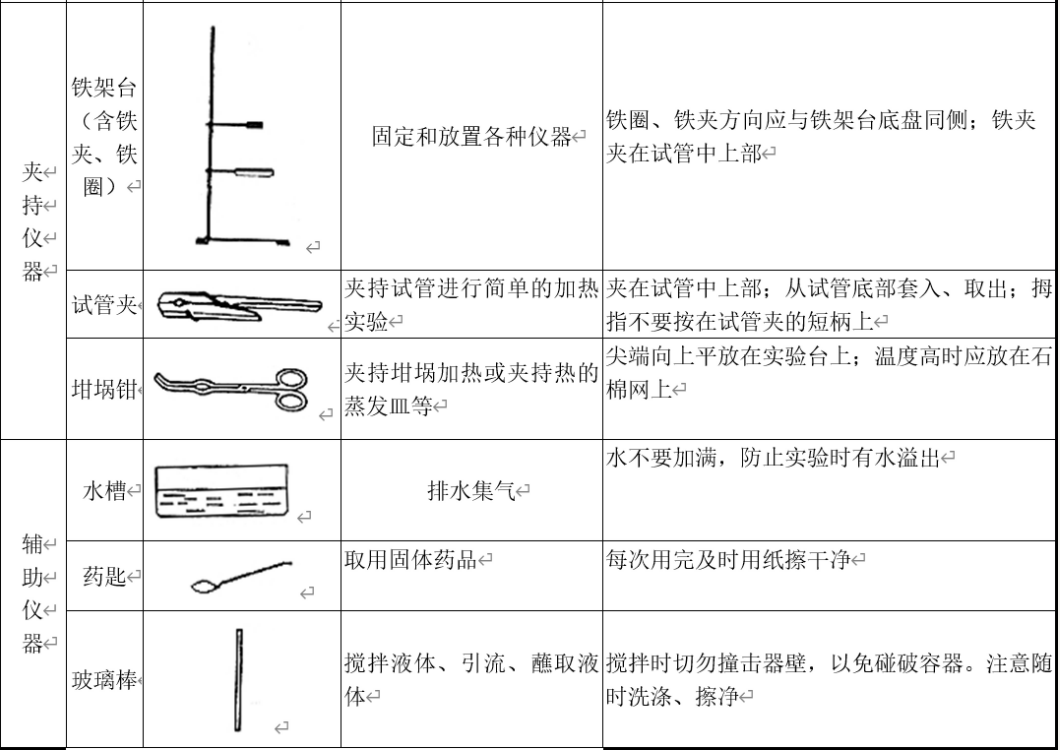 夹
持
仪
器
铁架台
（含铁
夹、铁
圈）
固定和放置各种仪器
铁圈、铁夹方向应与铁架台底盘同侧；铁夹
夹在试管中上部
试管夹
夹持试管进行简单的加热
实验
夹在试管中上部；从试管底部套入、取出；拇
指不要按在试管夹的短柄上
坩埚钳
夹持坩埚加热或夹持热的
蒸发皿等
尖端向上平放在实验台上；温度高时应放在石
棉网上
辅
助
仪
器
水槽
排水集气
水不要加满，防止实验时有水溢出
药匙
取用固体药品
每次用完及时用纸擦干净
玻璃棒
搅拌液体、引流、蘸取液
体
搅拌时切勿撞击器壁，以免碰破容器。注意随
时洗涤、擦净